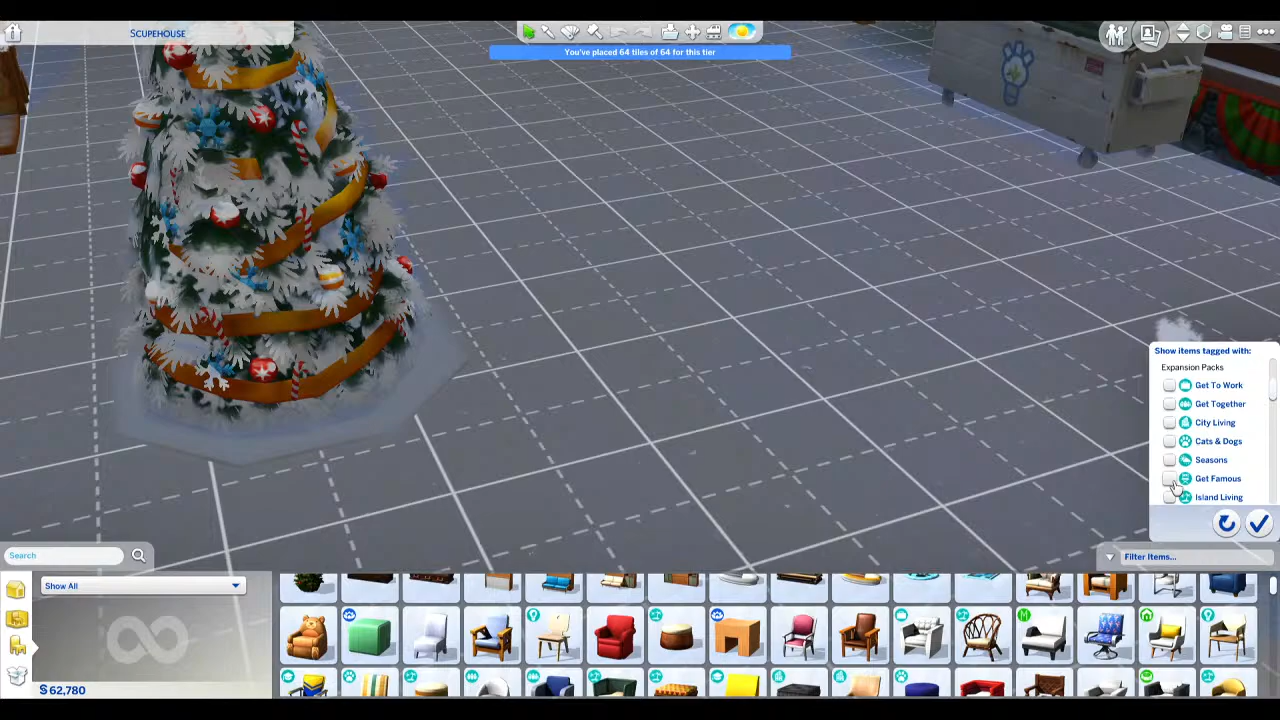 SCUPEHOUSE
You've placed 64 tiles of 64 for this tier
Show items tagged with:
Expansion Packs
Get To Work
Get Together
City Living
Cats & Dogs
Seasons
Get Famous
Island Living
Search
Filter Items...
Show All
§62,780